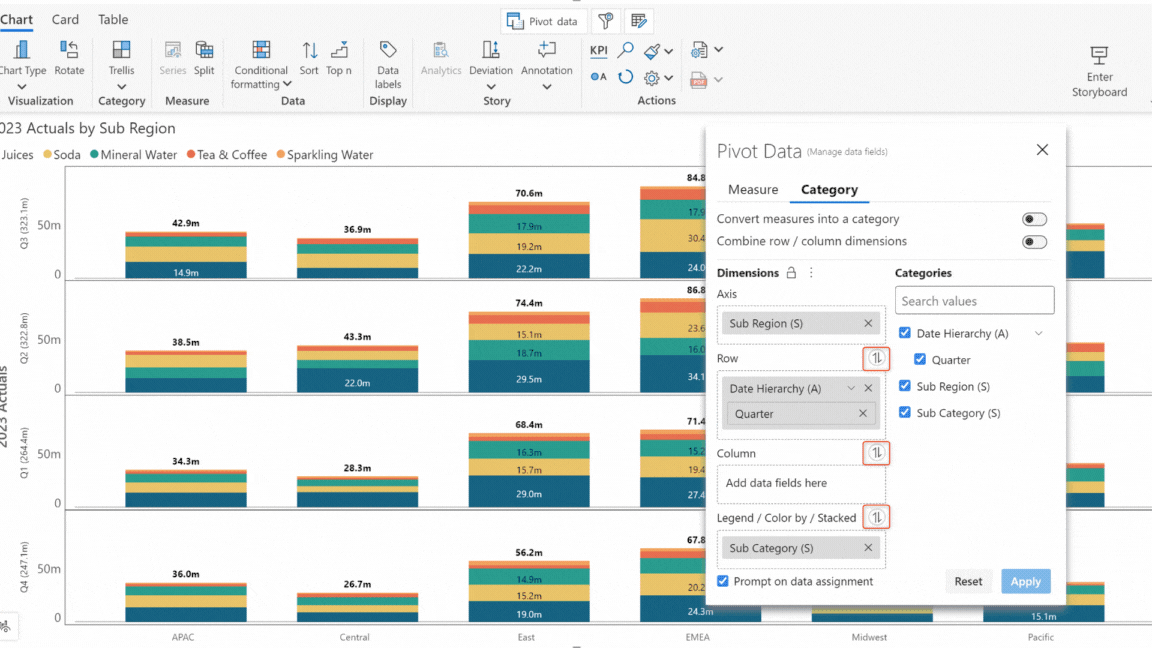 Chart Card Table
Pivot data
Chart Type
Rotate
Trellis
Series
Split
Conditional formatting
Sort
Top n
Data labels
Analytics
Deviation
Annotation
KPI
Enter Storyboard
Visualization
Category
Measure
Data
Display
Story
Actions
023 Actuals by Sub Region
Juices Soda Mineral Water Tea & Coffee Sparkling Water
2023 Actuals
Q3 (323.1m)
50m
0
42.9m
14.9m
36.9m
70.6m
17.9m
19.2m
22.2m
84.8
17.9
30.4
24.0
Q2 (322.8m)
50m
0
38.5m
43.3m
22.0m
74.4m
15.1m
18.7m
29.5m
86.8
23.6
16.0
34.1
Q1 (264.4m)
50m
0
34.3m
28.3m
68.4m
16.3m
15.7m
29.0m
71.4
15.2
19.4
27.4
Q4 (247.1m)
50m
0
36.0m
26.7m
56.2m
14.9m
15.2m
19.0m
67.8
20.2
24.3m
15.1m
APAC Central East EMEA Midwest Pacific
Pivot Data (Manage data fields)
Measure Category
Convert measures into a category
Combine row / column dimensions
Dimensions
Axis
Sub Region (S)
Row
Date Hierarchy (A)
Quarter
Column
Add data fields here
Legend / Color by / Stacked
Sub Category (S)
Prompt on data assignment
Categories
Search values
Date Hierarchy (A)
Quarter
Sub Region (S)
Sub Category (S)
Reset Apply